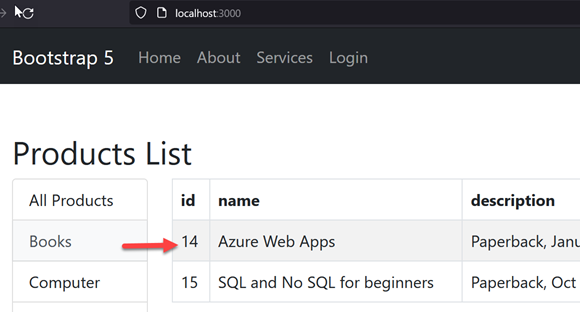 localhost:3000
Bootstrap 5 Home About Services Login
Products List
All Products
Books
Computer
id name description
14 Azure Web Apps Paperback, Janu
15 SQL and No SQL for beginners Paperback, Oct